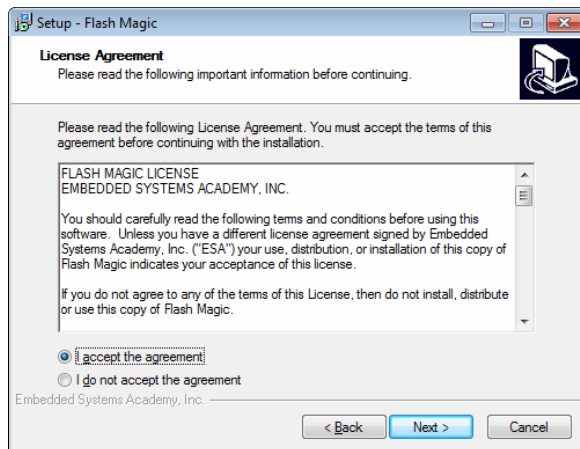 Setup - Flash Magic
License Agreement
Please read the following important information before continuing.
Please read the following License Agreement. You must accept the terms of this
agreement before continuing with the installation.
FLASH MAGIC LICENSE
EMBEDDED SYSTEMS ACADEMY, INC.
You should carefully read the following terms and conditions before using this
software.  Unless you have a different license agreement signed by Embedded
Systems Academy, Inc. ("ESA") your use, distribution, or installation of this copy of
Flash Magic indicates your acceptance of this license.
If you do not agree to any of the terms of this License, then do not install, distribute
or use this copy of Flash Magic.
I accept the agreement
I do not accept the agreement
Embedded Systems Academy, Inc.
< Back
Next >
Cancel